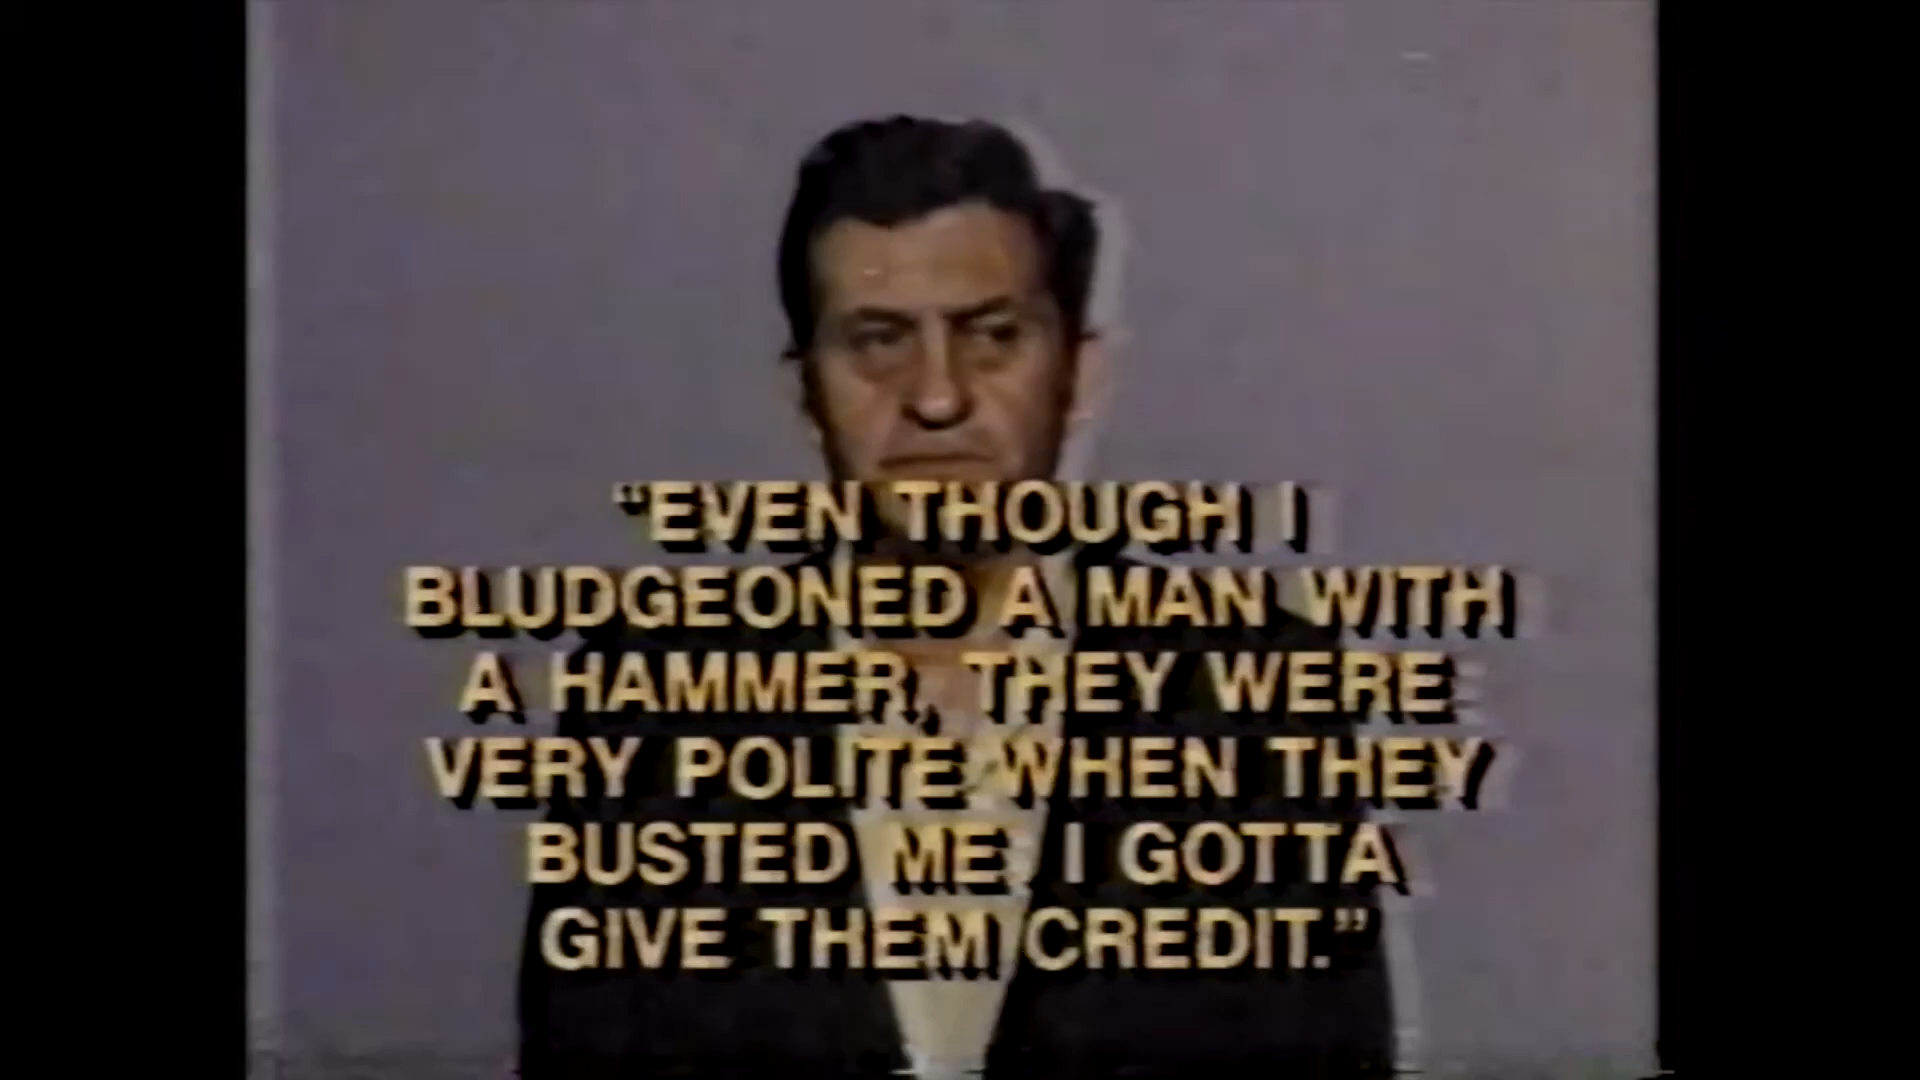 “EVEN THOUGH I
BLUDGEONED A MAN WITH
A HAMMER, THEY WERE
VERY POLITE WHEN THEY
BUSTED ME. I GOTTA
GIVE THEM CREDIT.”